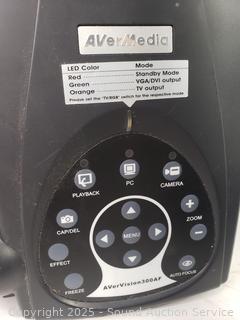 AVerMedia
LED Color Mode
Red Standby Mode
Green VGA/DVI output
Orange TV output
Please set the "TV/RGB" switch for the respective mode
PLAYBACK
PC
CAMERA
CAP/DEL
ZOOM
MENU
EFFECT
AUTO FOCUS
FREEZE
AVerVision300AF
Copyright 2025 - Sound Auction Service